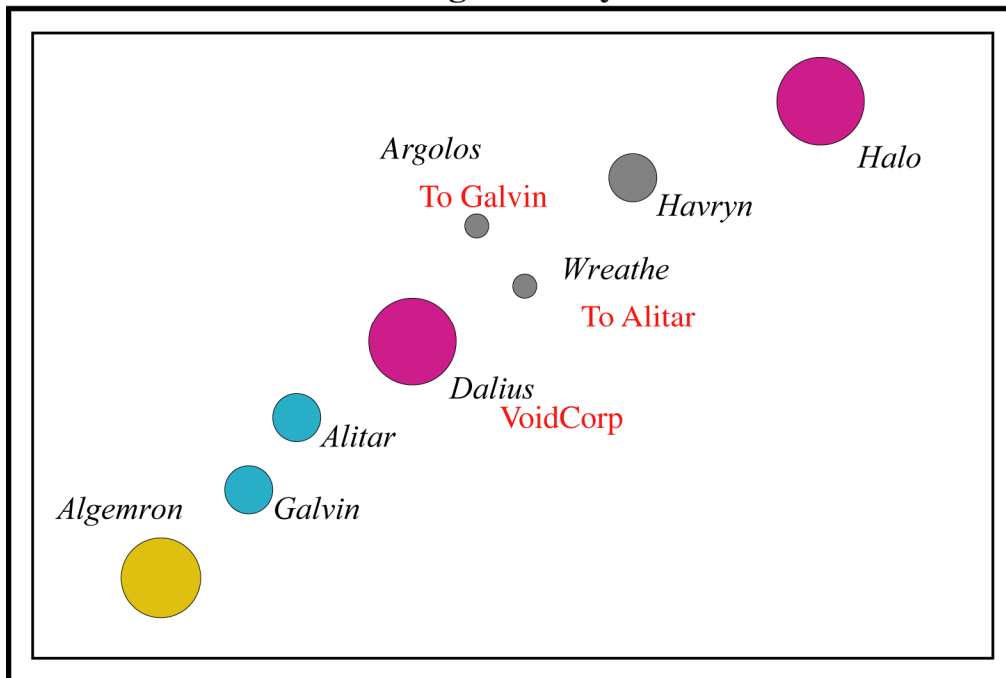 Halo
Argolos
To Galvin
Havryn
Wreathe
To Alitar
Dalius
VoidCorp
Alitar
Galvin
Algemron